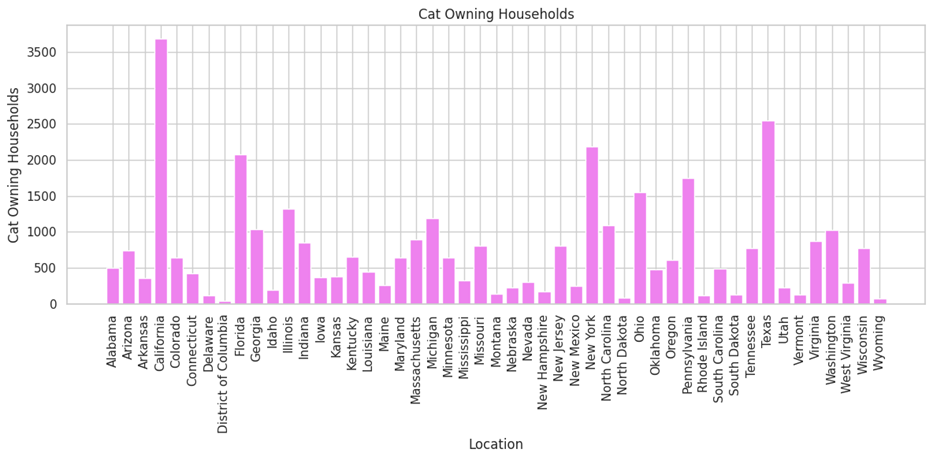 Cat Owning Households
Cat Owning Households
3500
3000
2500
2000
1500
1000
500
0
Alabama
Arizona
Arkansas
California
Colorado
Connecticut
Delaware
District of Columbia
Florida
Georgia
Idaho
Illinois
Indiana
Iowa
Kansas
Kentucky
Louisiana
Maine
Maryland
Massachusetts
Michigan
Minnesota
Mississippi
Missouri
Montana
Nebraska
Nevada
New Hampshire
New Jersey
New Mexico
New York
North Carolina
North Dakota
Ohio
Oklahoma
Oregon
Pennsylvania
Rhode Island
South Carolina
South Dakota
Tennessee
Texas
Utah
Vermont
Virginia
Washington
West Virginia
Wisconsin
Wyoming
Location